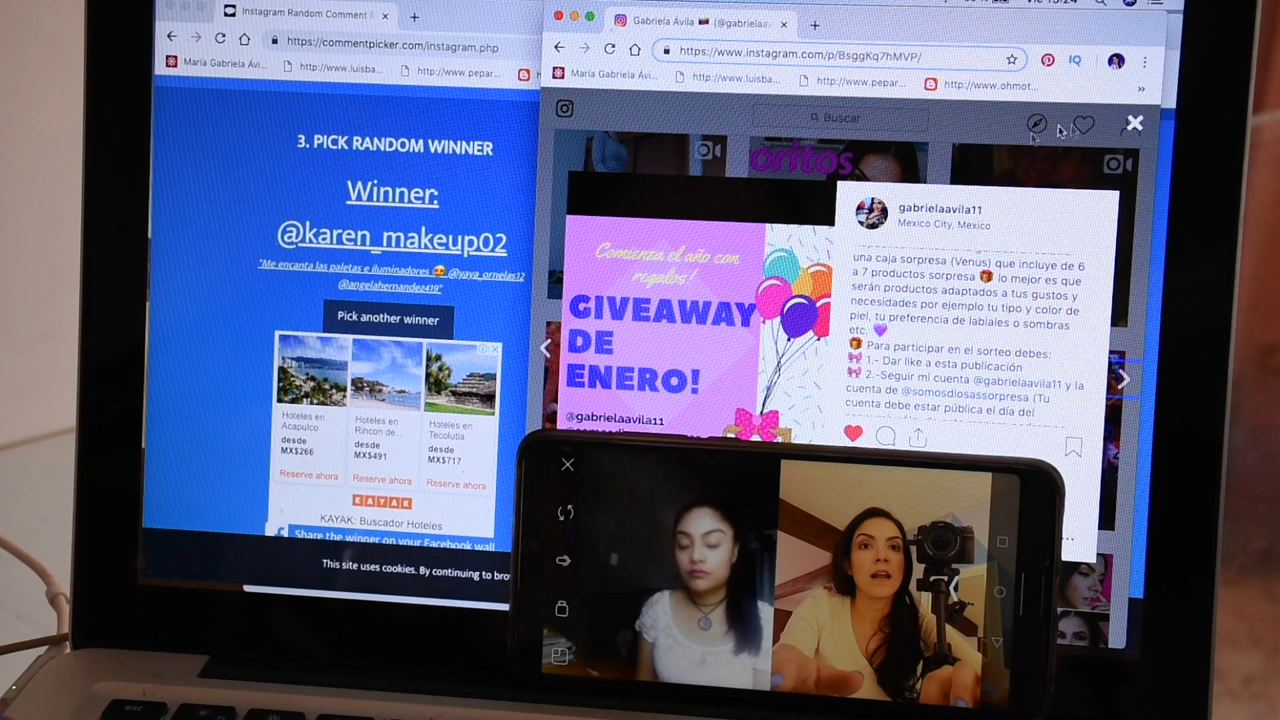 Instagram Random Comment P
https://commentpicker.com/instagram.php
María Gabriela Ávi...
http://www.luisba...
http://www.pepar...
3. PICK RANDOM WINNER
Winner:
@karen_makeup02
"Me encanta las paletas e iluminadores 😍 @yaya_ornelas12
@angelahernandez419"
Pick another winner
Hoteles en
Acapulco
desde
MX$266
Reserve ahora
Hoteles en
Rincon de...
desde
MX$491
Reserve ahora
Hoteles en
Tecolutla
desde
MX$717
Reserve ahora
KAYAK
KAYAK: Buscador Hoteles
Share the winner on your Facebook wall
This site uses cookies. By continuing to bro
Gabriela Ávila
(@gabrielaa
https://www.instagram.com/p/BsggKq7hMVP/
IQ
María Gabriela Ávi...
http://www.luisba...
http://www.pepar...
http://www.ohmot...
»
Buscar
oritos
Comienza el año con
regalos!
GIVEAWAY
DE
ENERO!
@gabrielaavila11
gabrielaavila11
Mexico City, Mexico
una caja sorpresa (Venus) que incluye de 6
a 7 productos sorpresa 🎁 lo mejor es que
serán productos adaptados a tus gustos y
necesidades por ejemplo tu tipo y color de
piel, tu preferencia de labiales o sombras
etc. 💜
🎁 Para participar en el sorteo debes:
🎀 1.- Dar like a esta publicación
🎀 2.-Seguir mi cuenta @gabrielaavila11 y la
cuenta de @somosdiosassorpresa (Tu
cuenta debe estar pública el día del
esc